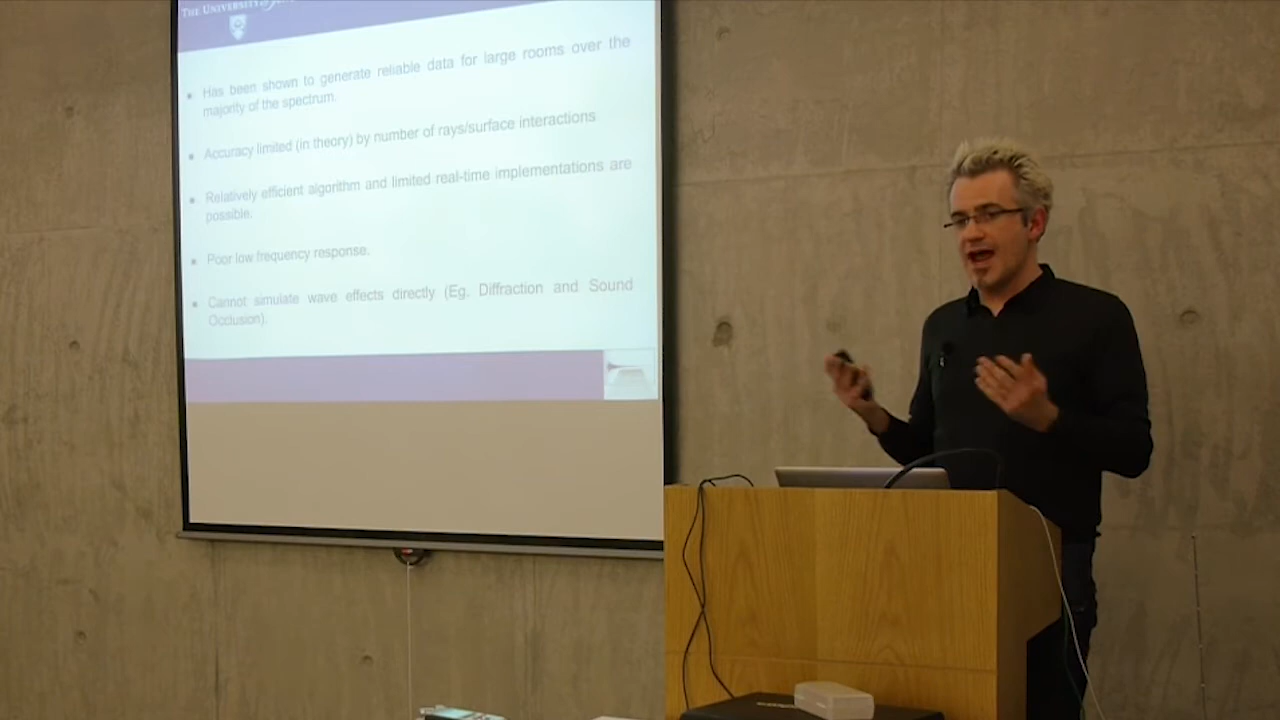 THE UNIVERSITY of
• Has been shown to generate reliable data for large rooms over the
majority of the spectrum.
• Accuracy limited (in theory) by number of rays/surface interactions
• Relatively efficient algorithm and limited real-time implementations are
possible.
• Poor low frequency response.
• Cannot simulate wave effects directly (Eg. Diffraction and Sound
Occlusion).